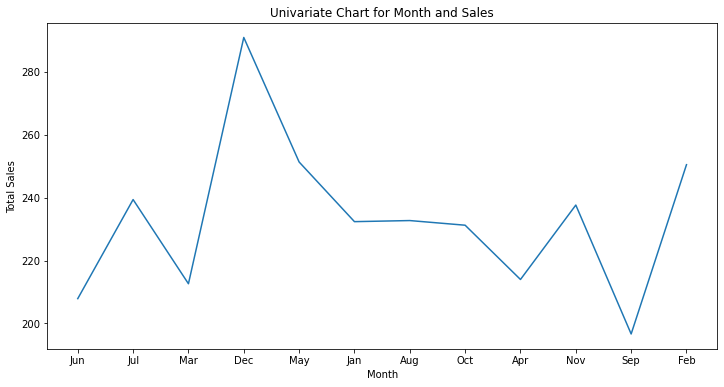 Univariate Chart for Month and Sales
Total Sales
280
260
240
220
200
Jun Jul Mar Dec May Jan Aug Oct Apr Nov Sep Feb
Month